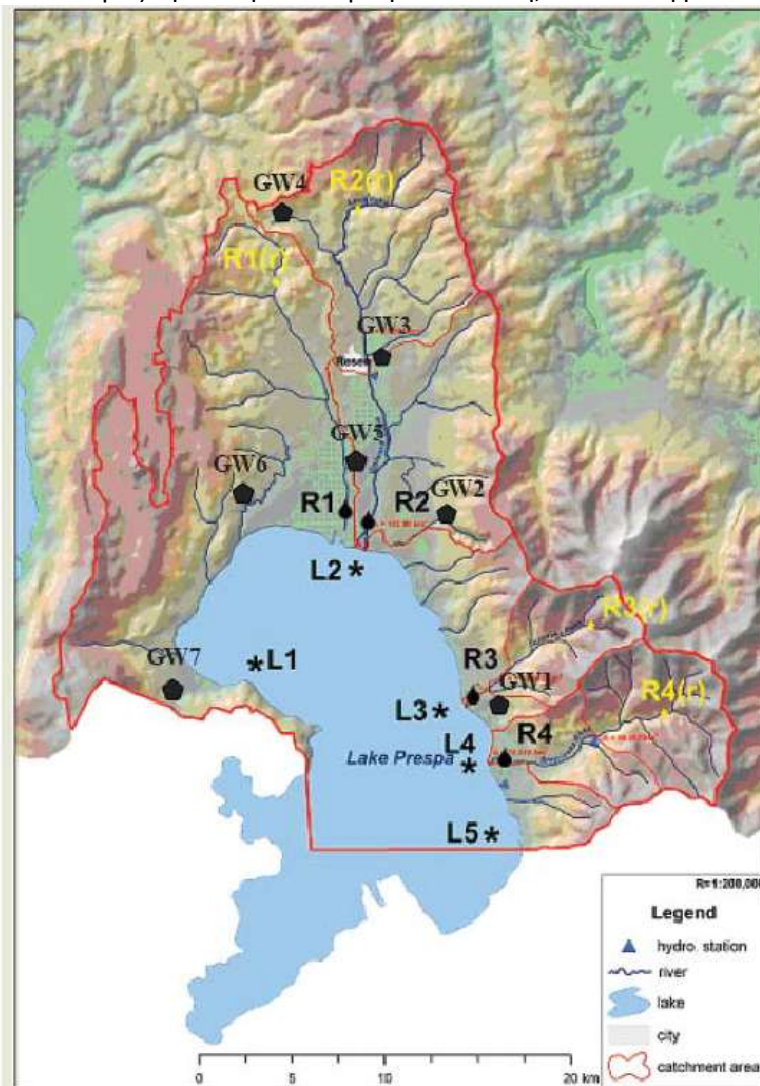 GW4
R2(r)
R1(r)
GW3
Resen
GW5
GW6
R1
R2
GW2
L2
R3(r)
L1
R3
GW7
GW1
R4(r)
L3
R4
L4
Lake Prespa
L5
R=1:200,000
Legend
hydro. station
river
lake
city
catchment area
0 5 10 20 km